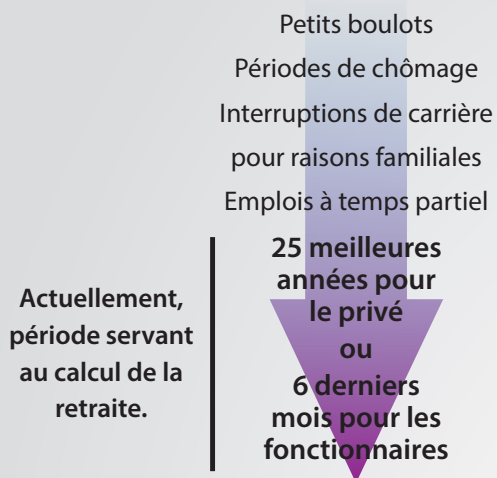 Petits boulots
Périodes de chômage
Interruptions de carrière
pour raisons familiales
Emplois à temps partiel
Actuellement,
période servant
au calcul de la
retraite.
25 meilleures
années pour
le privé
ou
6 derniers
mois pour les
fonctionnaires